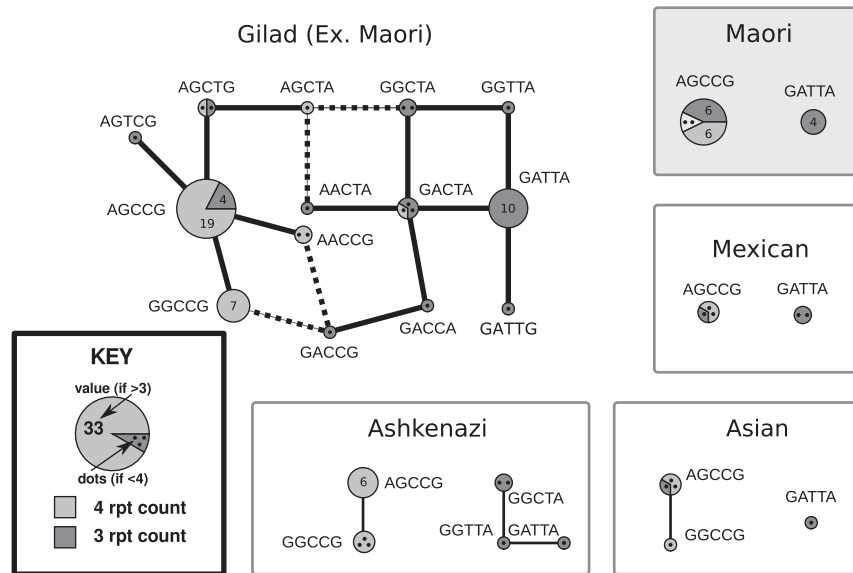 Gilad (Ex. Maori)
AGCTG
AGCTA
GGCTA
GGTTA
AGTCG
AACTA
GACTA
GATTA
4
10
AGCCG
19
AACCG
GGCCG
7
GACCG
GACCA
GATTG
Maori
AGCCG
GATTA
6
6
4
Mexican
AGCCG
GATTA
KEY
value (if >3)
33
dots (if <4)
4 rpt count
3 rpt count
Ashkenazi
6
AGCCG
GGCCG
GGCTA
GGTTA
GATTA
Asian
AGCCG
GATTA
GGCCG